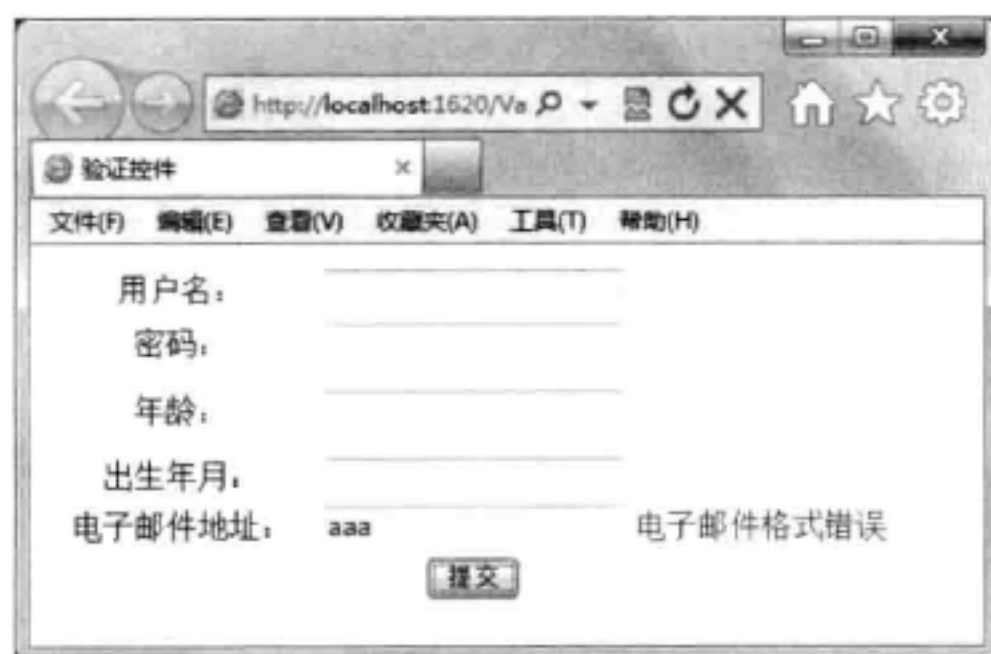 http://localhost:1620/Va
验证控件
文件(F) 编辑(E) 查看(V) 收藏夹(A) 工具(T) 帮助(H)
用户名：
密码：
年龄：
出生年月：
电子邮件地址： aaa 电子邮件格式错误
提交